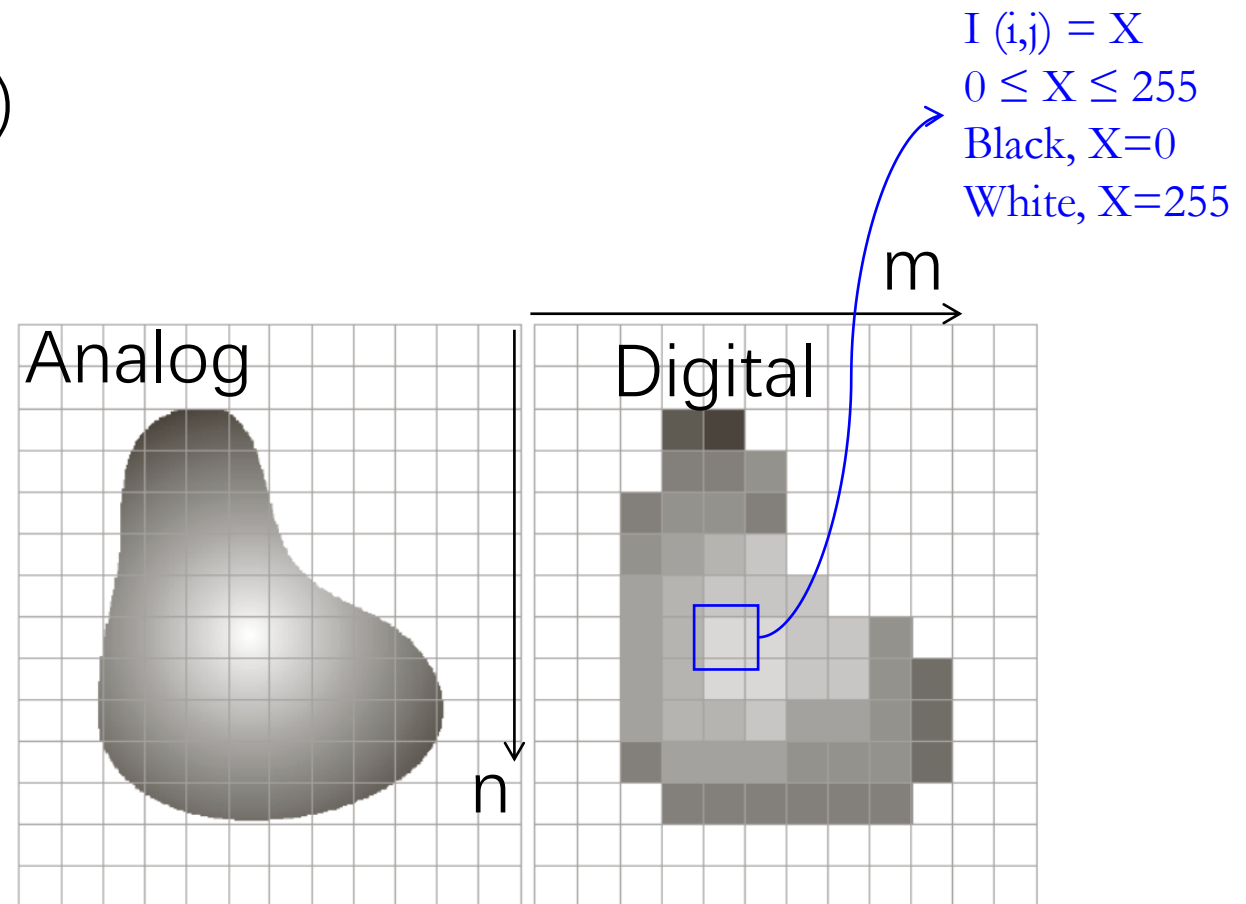 )
I (i,j) = X
0 ≤ X ≤ 255
Black, X=0
White, X=255
m
Analog
Digital
n